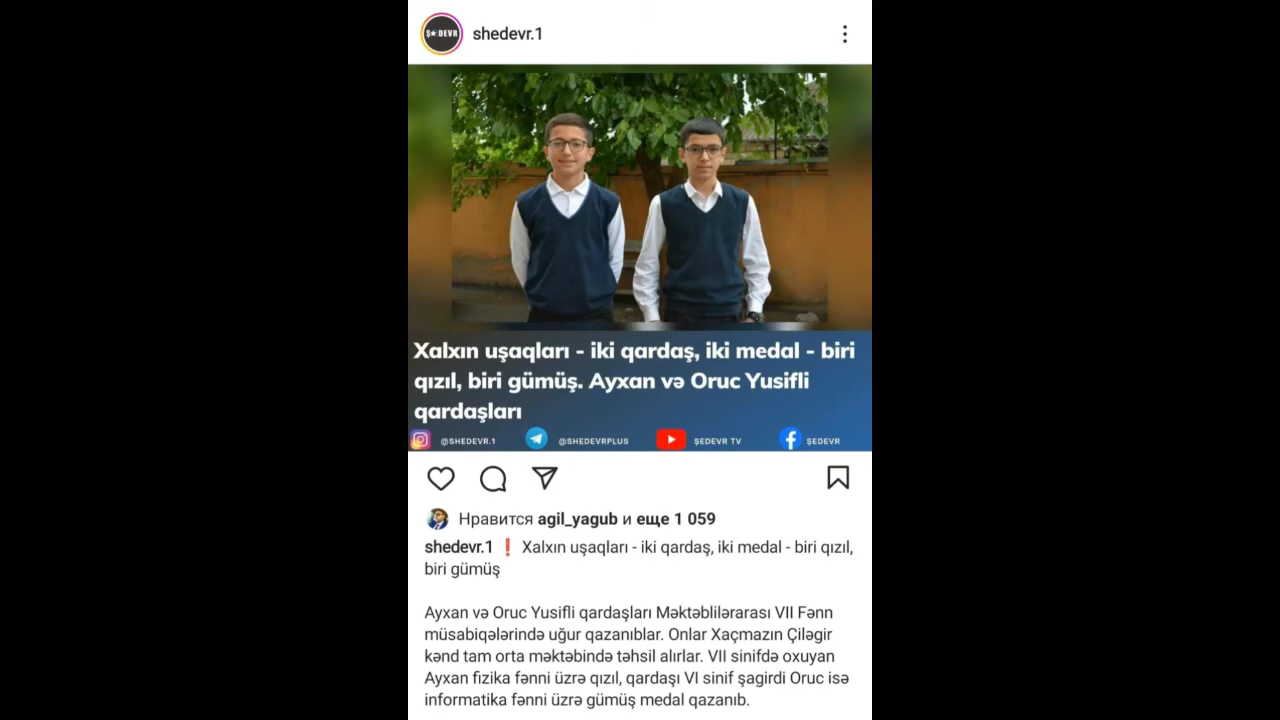 Ş★DEVR
shedevr.1
Xalxın uşaqları - iki qardaş, iki medal - biri
qızıl, biri gümüş. Ayxan və Oruc Yusifli
qardaşları
@SHEDEVR.1 @SHEDEVRPLUS ŞEDEVR TV ŞEDEVR
Нравится agil_yagub и еще 1 059
shedevr.1 ❗ Xalxın uşaqları - iki qardaş, iki medal - biri qızıl,
biri gümüş
Ayxan və Oruc Yusifli qardaşları Məktəblilərarası VII Fənn
müsabiqələrində uğur qazanıblar. Onlar Xaçmazın Çiləgir
kənd tam orta məktəbində təhsil alırlar. VII sinifdə oxuyan
Ayxan fizika fənni üzrə qızıl, qardaşı VI sinif şagirdi Oruc isə
informatika fənni üzrə gümüş medal qazanıb.